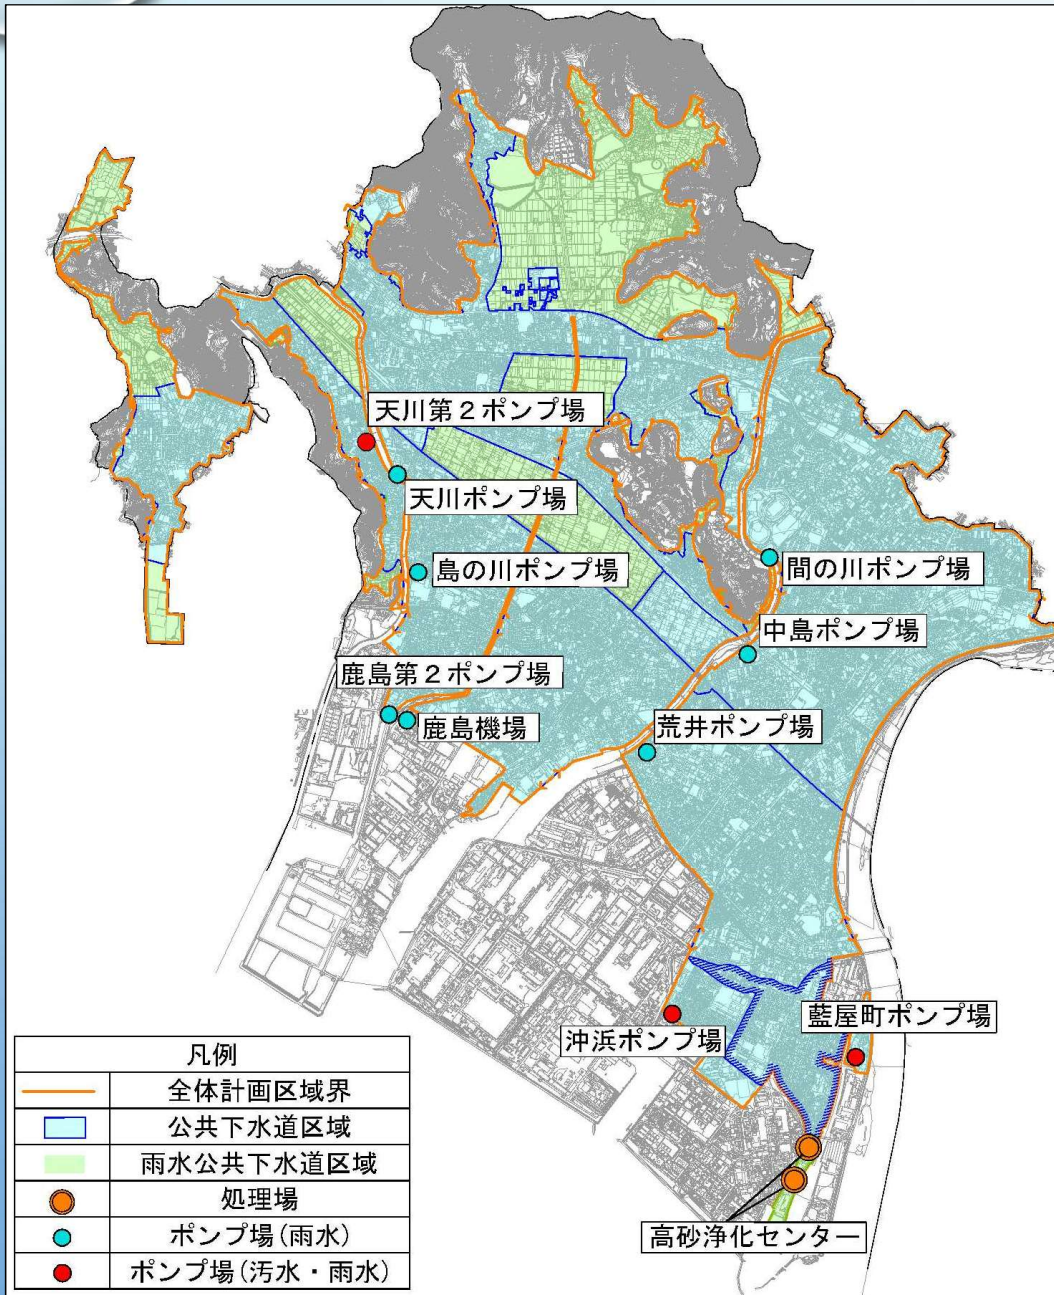 天川第２ポンプ場
天川ポンプ場
島の川ポンプ場
間の川ポンプ場
中島ポンプ場
鹿島第２ポンプ場
鹿島機場
荒井ポンプ場
藍屋町ポンプ場
沖浜ポンプ場
高砂浄化センター
凡例
全体計画区域界
公共下水道区域
雨水公共下水道区域
処理場
ポンプ場(雨水)
ポンプ場(汚水・雨水)